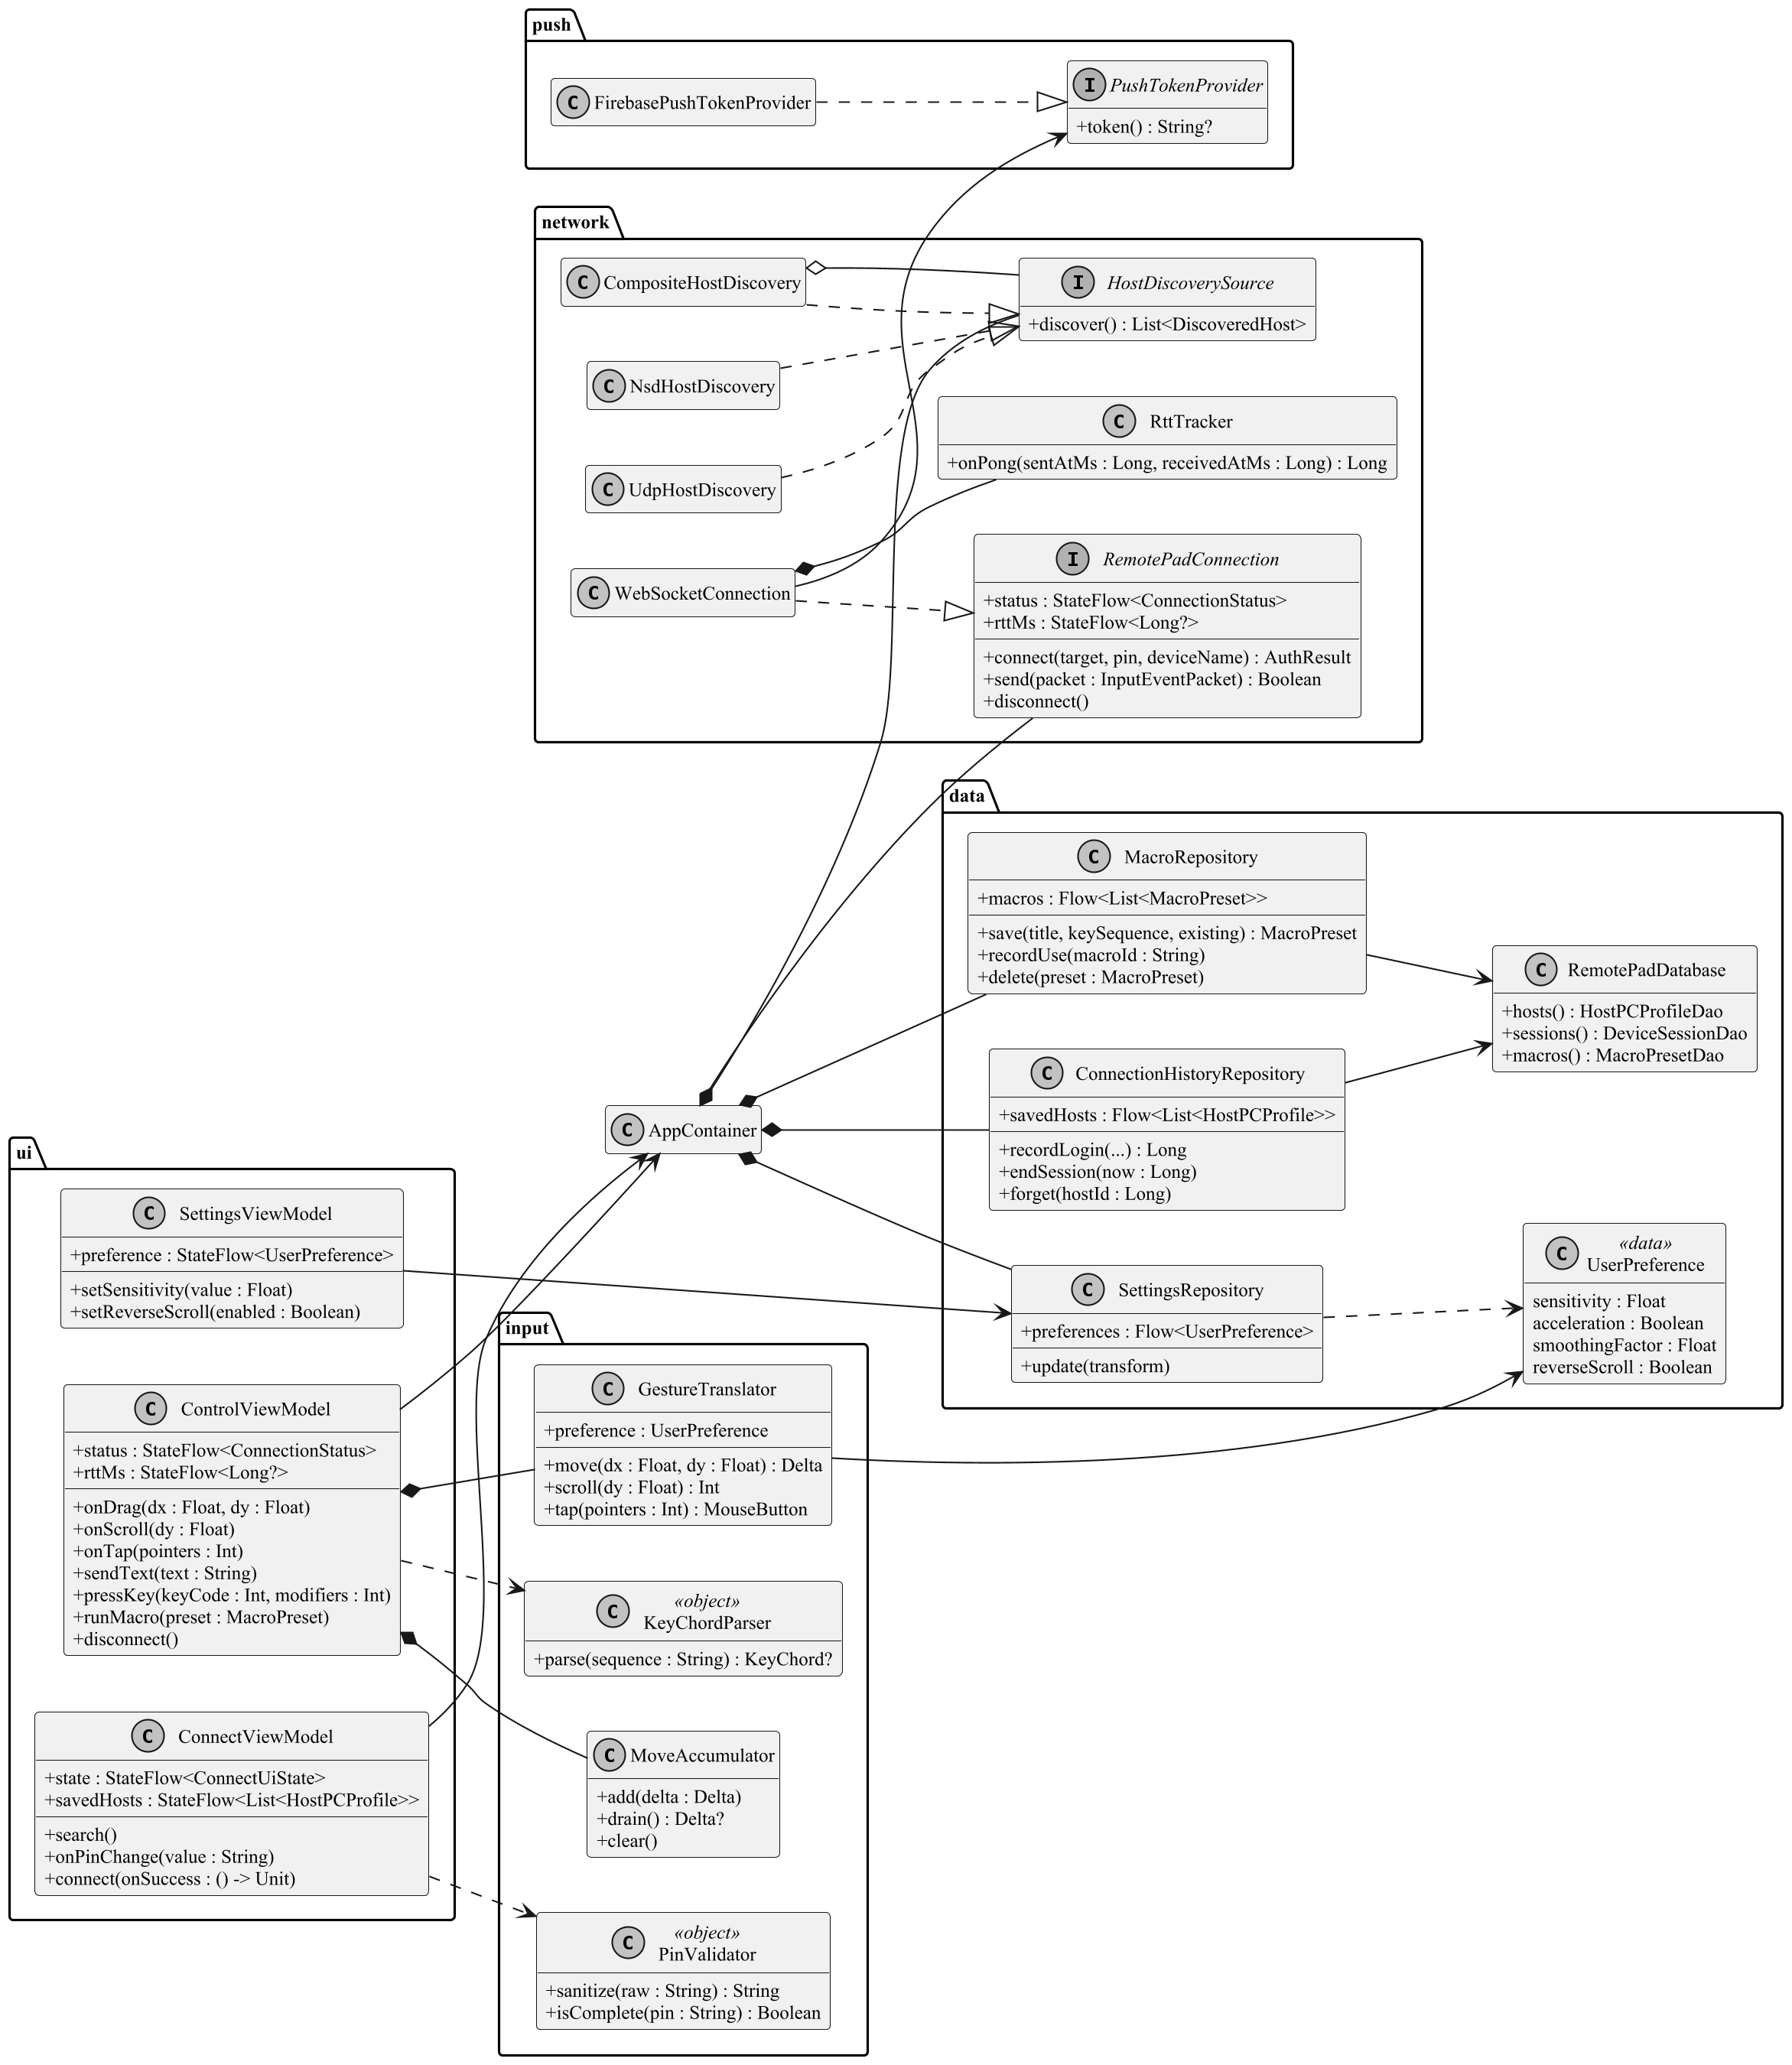 push
C FirebasePushTokenProvider
I PushTokenProvider
+token() : String?
network
C CompositeHostDiscovery
I HostDiscoverySource
+discover() : List<DiscoveredHost>
C NsdHostDiscovery
C RttTracker
+onPong(sentAtMs : Long, receivedAtMs : Long) : Long
C UdpHostDiscovery
C WebSocketConnection
I RemotePadConnection
+status : StateFlow<ConnectionStatus>
+rttMs : StateFlow<Long?>
+connect(target, pin, deviceName) : AuthResult
+send(packet : InputEventPacket) : Boolean
+disconnect()
data
C MacroRepository
+macros : Flow<List<MacroPreset>>
+save(title, keySequence, existing) : MacroPreset
+recordUse(macroId : String)
+delete(preset : MacroPreset)
C RemotePadDatabase
+hosts() : HostPCProfileDao
+sessions() : DeviceSessionDao
+macros() : MacroPresetDao
C ConnectionHistoryRepository
+savedHosts : Flow<List<HostPCProfile>>
+recordLogin(...) : Long
+endSession(now : Long)
+forget(hostId : Long)
C AppContainer
C SettingsRepository
+preferences : Flow<UserPreference>
+update(transform)
«data»
C UserPreference
sensitivity : Float
acceleration : Boolean
smoothingFactor : Float
reverseScroll : Boolean
ui
C SettingsViewModel
+preference : StateFlow<UserPreference>
+setSensitivity(value : Float)
+setReverseScroll(enabled : Boolean)
C ControlViewModel
+status : StateFlow<ConnectionStatus>
+rttMs : StateFlow<Long?>
+onDrag(dx : Float, dy : Float)
+onScroll(dy : Float)
+onTap(pointers : Int)
+sendText(text : String)
+pressKey(keyCode : Int, modifiers : Int)
+runMacro(preset : MacroPreset)
+disconnect()
C ConnectViewModel
+state : StateFlow<ConnectUiState>
+savedHosts : StateFlow<List<HostPCProfile>>
+search()
+onPinChange(value : String)
+connect(onSuccess : () -> Unit)
input
C GestureTranslator
+preference : UserPreference
+move(dx : Float, dy : Float) : Delta
+scroll(dy : Float) : Int
+tap(pointers : Int) : MouseButton
«object»
C KeyChordParser
+parse(sequence : String) : KeyChord?
C MoveAccumulator
+add(delta : Delta)
+drain() : Delta?
+clear()
«object»
C PinValidator
+sanitize(raw : String) : String
+isComplete(pin : String) : Boolean